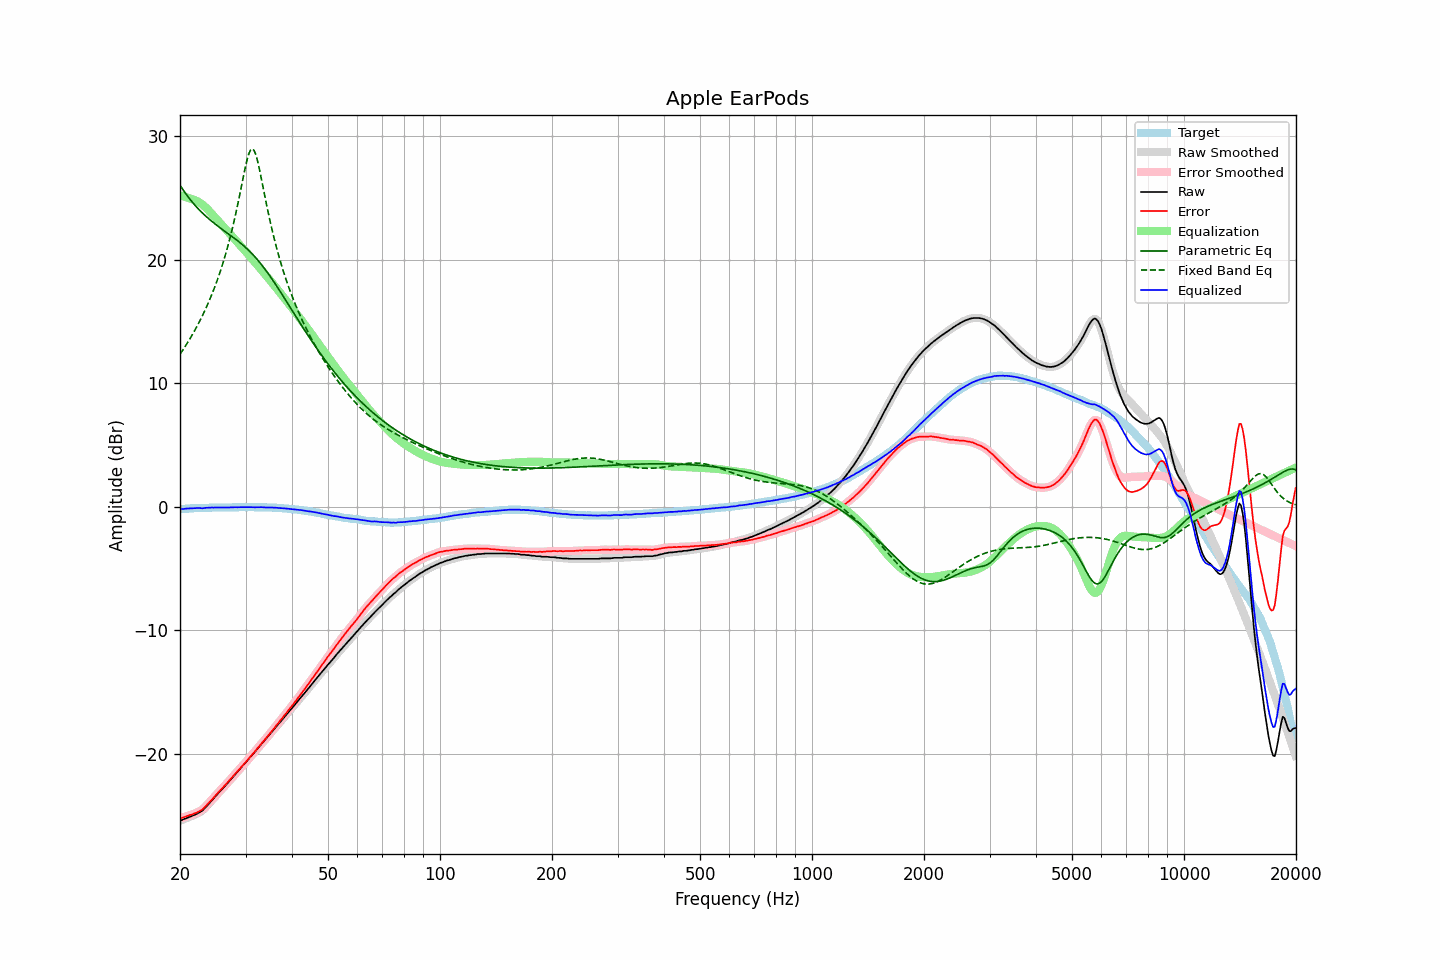 Apple EarPods
30
20
10
0
−10
−20
Amplitude (dBr)
Target
Raw Smoothed
Error Smoothed
Raw
Error
Equalization
Parametric Eq
Fixed Band Eq
Equalized
20 50 100 200 500 1000 2000 5000 10000 20000
Frequency (Hz)